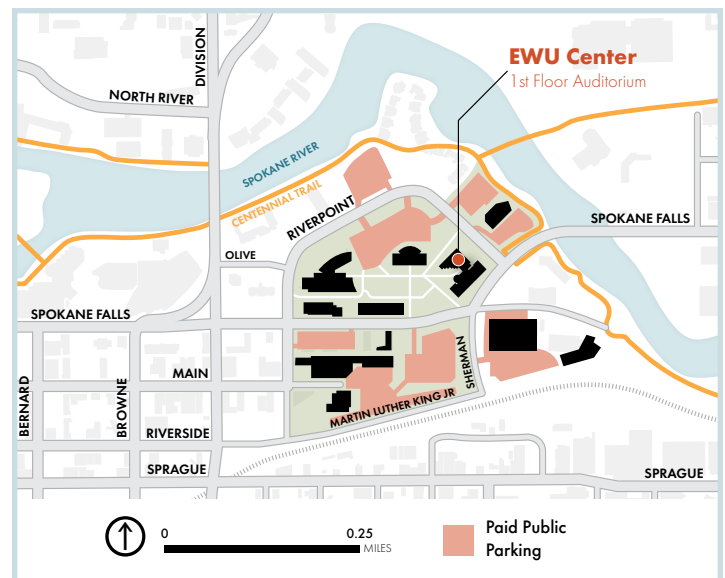 DIVISION
EWU Center
1st Floor Auditorium
NORTH RIVER
SPOKANE RIVER
CENTENNIAL TRAIL
RIVERPOINT
SPOKANE FALLS
OLIVE
SPOKANE FALLS
MAIN
SHERMAN
BERNARD
BROWNE
MARTIN LUTHER KING JR
RIVERSIDE
SPRAGUE
SPRAGUE
0
0.25
MILES
Paid Public
Parking